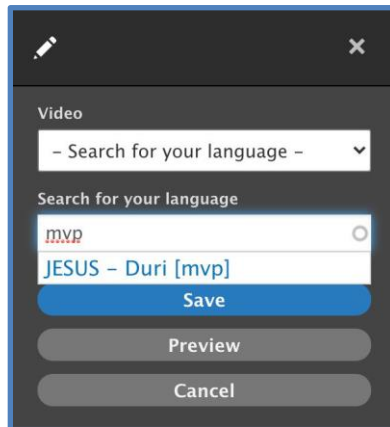 Video
– Search for your language –
Search for your language
mvp
JESUS – Duri [mvp]
Save
Preview
Cancel